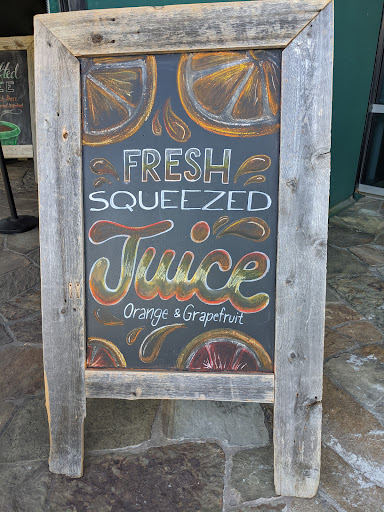 FRESH
SQUEEZED
Juice
Orange & Grapefruit